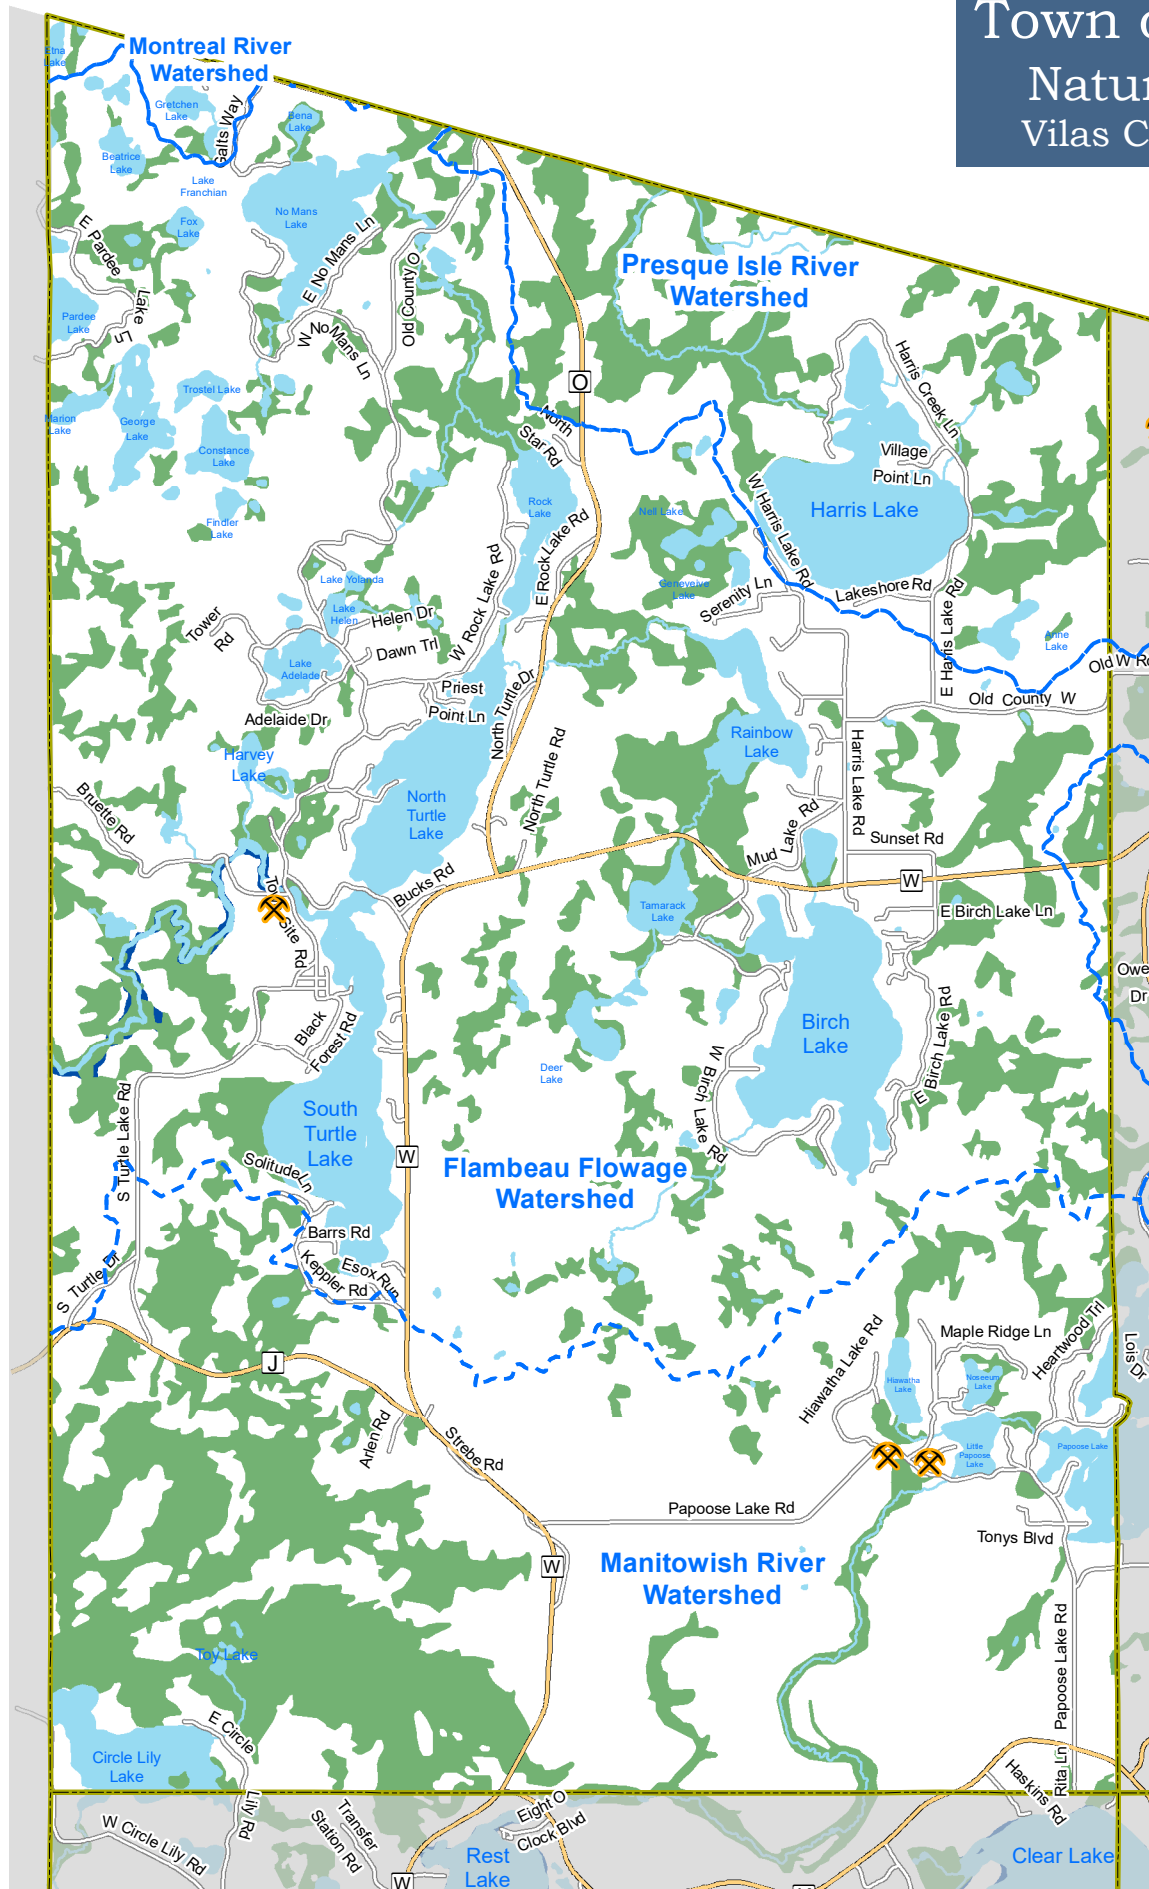 Town
Natur
Vilas C
Etna
Lake
Montreal River
Watershed
Gretchen
Lake
Galts Way
Bena
Lake
Beatrice
Lake
Lake
Franchian
No Mans
Lake
Fox
Lake
E Pardee
Lake
Ln
Pardee
Lake
E No Mans Ln
W No Mans Ln
Old County O
Presque Isle River
Watershed
O
Harris Creek Ln
Trostel Lake
Marion
Lake
George
Lake
Constance
Lake
Findler
Lake
North
Star Rd
Village
Point Ln
Harris Lake
W Harris Lake Rd
Rock
Lake
Nell Lake
E Rock Lake Rd
W Rock Lake Rd
Geneveive
Lake
Serenity Ln
Lakeshore Rd
E Harris Lake Rd
Lake Yolanda
Lake
Helen
Helen Dr
Tower
Rd
Dawn Trl
Lake
Adelade
Anne
Lake
Old W Rd
Priest
Point Ln
North Turtle Dr
Old County W
Adelaide Dr
Harvey
Lake
Rainbow
Lake
Harris Lake Rd
North Turtle Rd
Bruette Rd
North
Turtle
Lake
Mud Lake Rd
Sunset Rd
Bucks Rd
W
Tamarack
Lake
E Birch Lake Ln
Site Rd
Owe
Dr
Black
Forest Rd
Birch
Lake
E Birch Lake Rd
W Birch Lake Rd
Deer
Lake
S Turtle Lake Rd
South
Turtle
Lake
W
Flambeau Flowage
Watershed
Solitude Ln
Barrs Rd
Esox Run
Keppler Rd
S Turtle Dr
J
Hiawatha Lake Rd
Maple Ridge Ln
Heartwood Trl
Lois Dr
Hiawatha
Lake
Noseeum
Lake
Arlen Rd
Strebe Rd
Little
Papoose
Lake
Papoose Lake
Papoose Lake Rd
Tonys Blvd
W
Manitowish River
Watershed
Papoose Lake Rd
Toy Lake
E Circle
Lily Rd
Circle Lily
Lake
Rita Ln
Haskins Rd
W Circle Lily Rd
Transfer
Station Rd
Eight O
Clock Blvd
Rest
Lake
Clear Lake
W